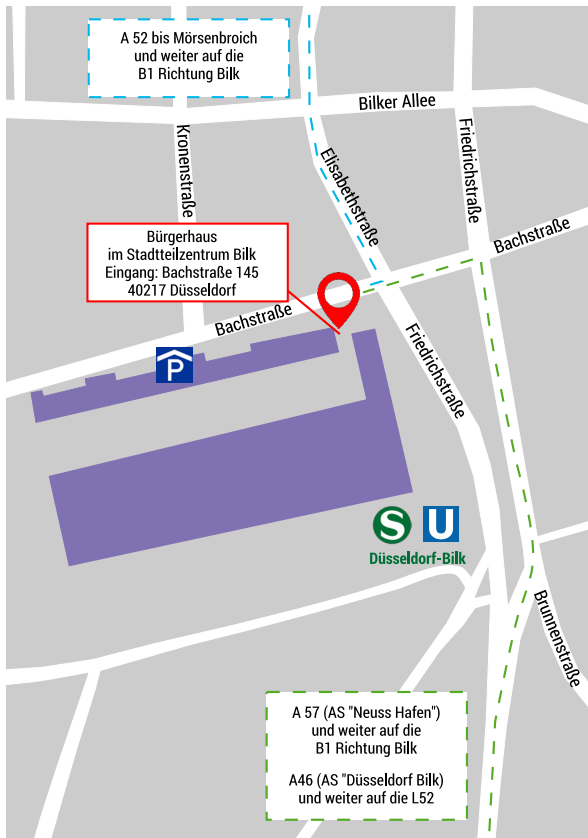 A 52 bis Mörsenbroich
und weiter auf die
B1 Richtung Bilk
Bilker Allee
Kronenstraße
Elisabethstraße
Friedrichstraße
Bachstraße
Bürgerhaus
im Stadtteilzentrum Bilk
Eingang: Bachstraße 145
40217 Düsseldorf
Bachstraße
Friedrichstraße
P
S U
Düsseldorf-Bilk
Brunnenstraße
A 57 (AS "Neuss Hafen")
und weiter auf die
B1 Richtung Bilk
A46 (AS "Düsseldorf Bilk)
und weiter auf die L52